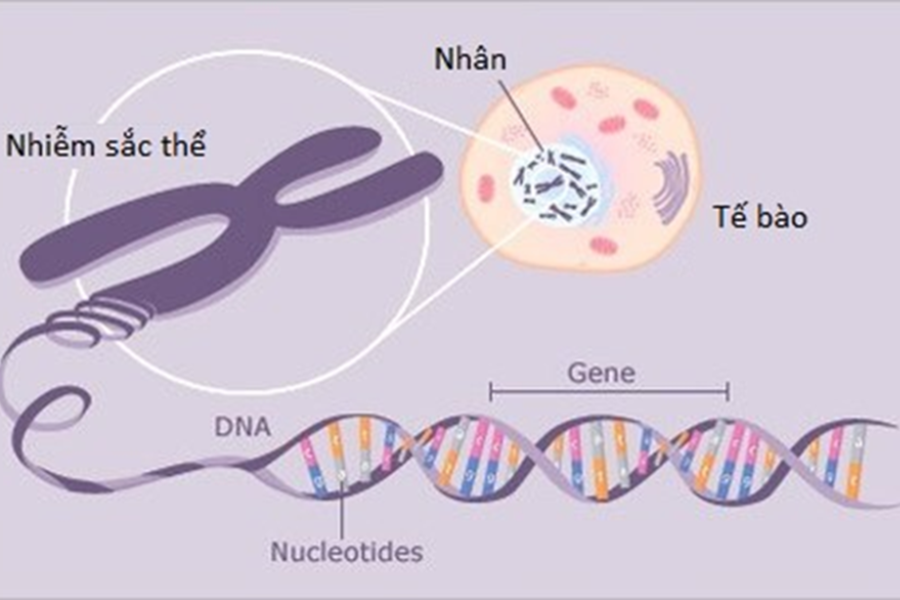 Nhân
Nhiễm sắc thể
Tế bào
Gene
DNA
Nucleotides